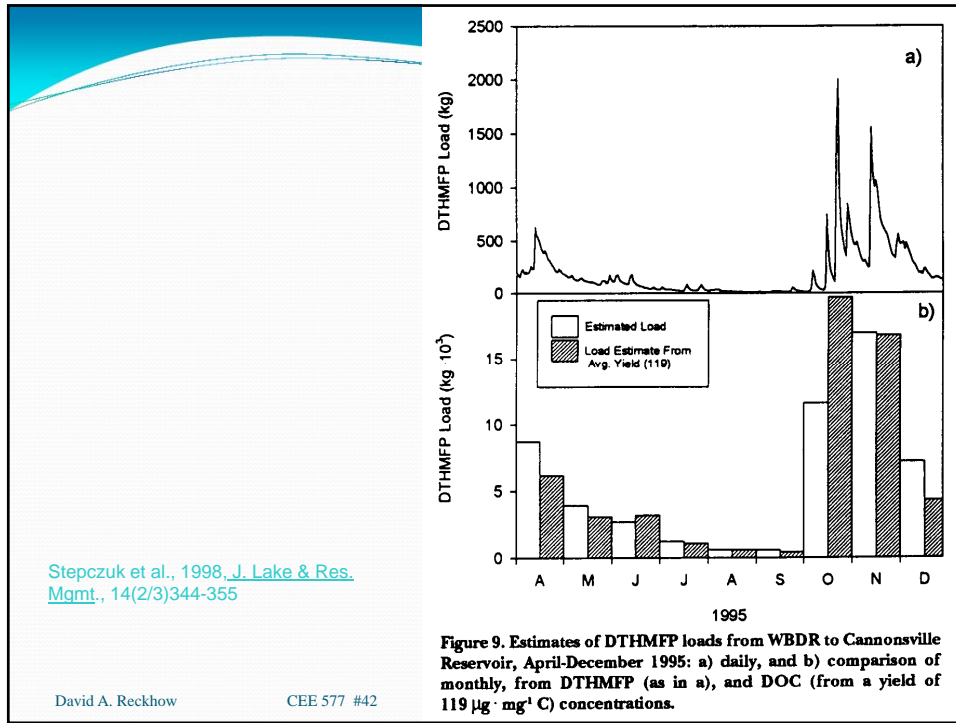 Stepczuk et al., 1998, J. Lake & Res.
Mgmt., 14(2/3)344-355
David A. Reckhow
CEE 577 #42
a)
DTHMFP Load (kg)
2500
2000
1500
1000
500
0
b)
DTHMFP Load (kg 10³)
15
10
5
0
Estimated Load
Load Estimate From
Avg. Yield (119)
A M J J A S O N D
1995
Figure 9. Estimates of DTHMFP loads from WBDR to Cannonsville
Reservoir, April-December 1995: a) daily, and b) comparison of
monthly, from DTHMFP (as in a), and DOC (from a yield of
119 µg · mg¹ C) concentrations.